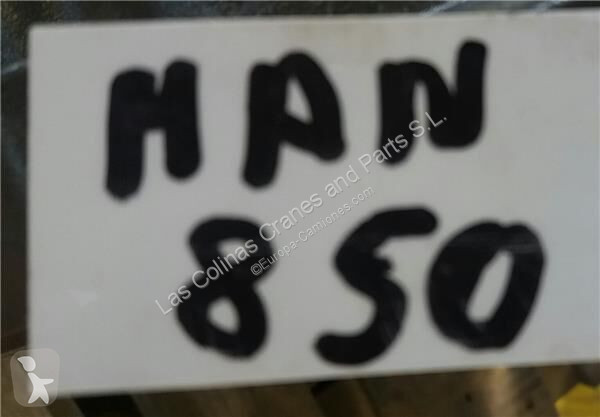 MAN
850
Las Colinas Cranes and Parts S.L.
©Europa-Camiones.com